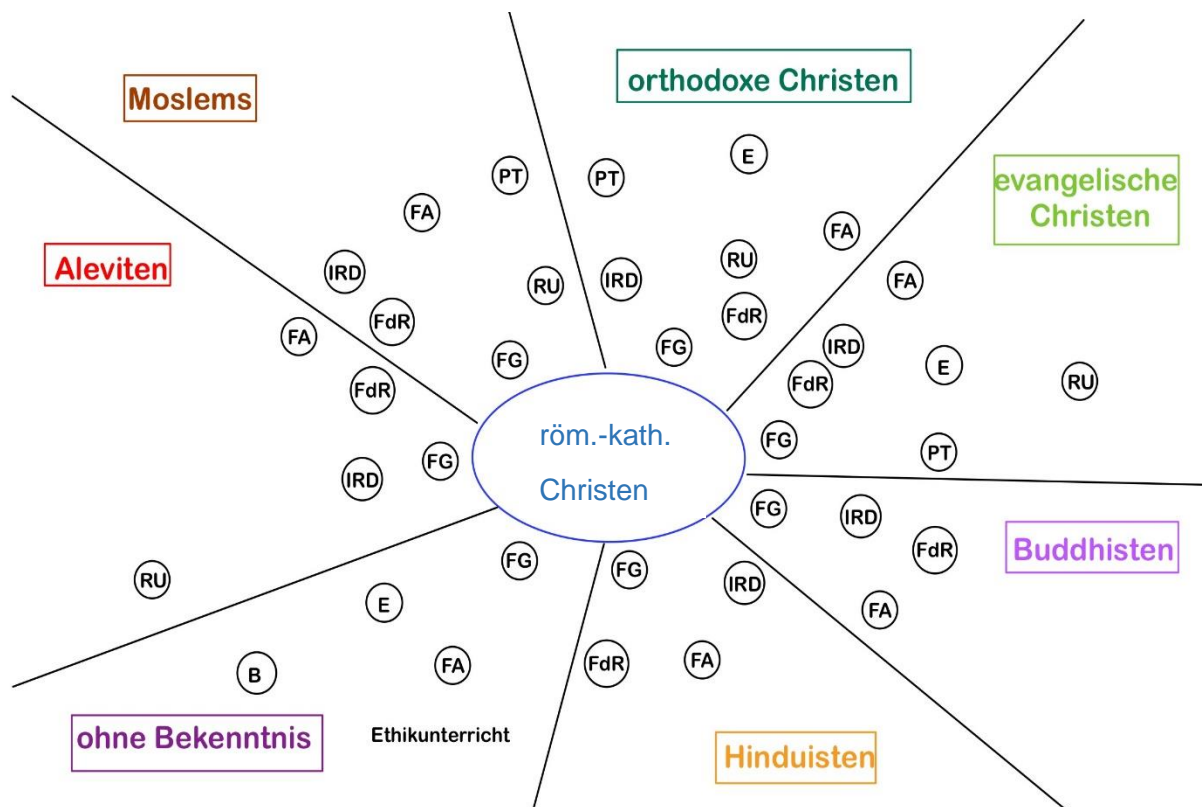 orthodoxe Christen
Moslems
E
PT
PT
evangelische
Christen
FA
FA
Aleviten
IRD
RU
IRD
RU
FA
FdR
FdR
FA
IRD
FG
FG
E
RU
FdR
FdR
röm.-kath.
Christen
FG
FG
PT
IRD
FG
IRD
FdR
Buddhisten
FG
FG
IRD
RU
E
FA
B
FA
FdR
FA
ohne Bekenntnis
Ethikunterricht
Hinduisten